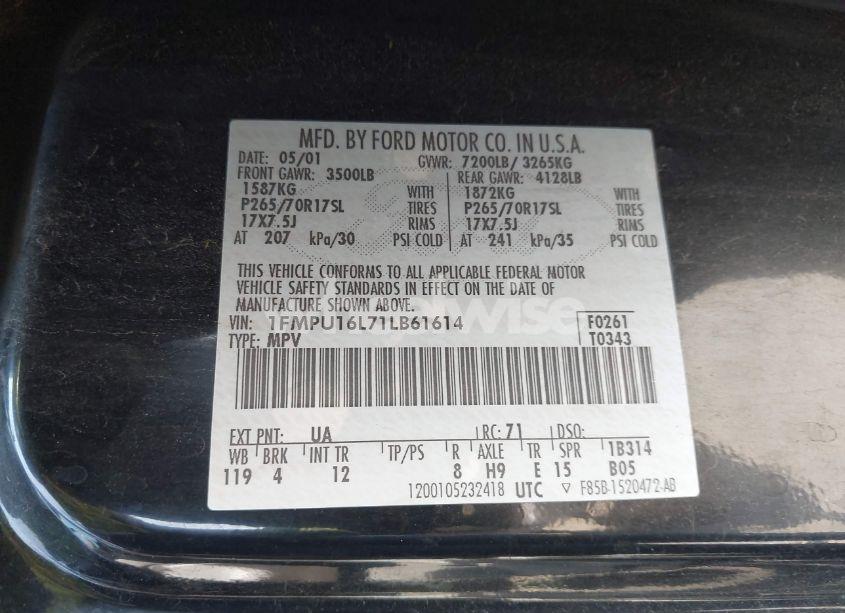 MFD. BY FORD MOTOR CO. IN U.S.A.
DATE: 05/01 GVWR: 7200LB/ 3265KG
FRONT GAWR: 3500LB REAR GAWR: 4128LB
1587KG WITH 1872KG WITH
P265/70R17SL TIRES P265/70R17SL TIRES
17X7.5J RIMS 17X7.5J RIMS
AT 207 kPa/30 PSI COLD AT 241 kPa/35 PSI COLD
THIS VEHICLE CONFORMS TO ALL APPLICABLE FEDERAL MOTOR
VEHICLE SAFETY STANDARDS IN EFFECT ON THE DATE OF
MANUFACTURE SHOWN ABOVE.
VIN: 1FMPU16L71LB61614 F0261
TYPE: MPV T0343
EXT PNT: UA RC: 71 DSO:
WB BRK INT TR TP/PS R AXLE TR SPR 1B314
119 4 12 8 H9 E 15 B05
1200105232418 UTC ▽ F85B-1520472-AB